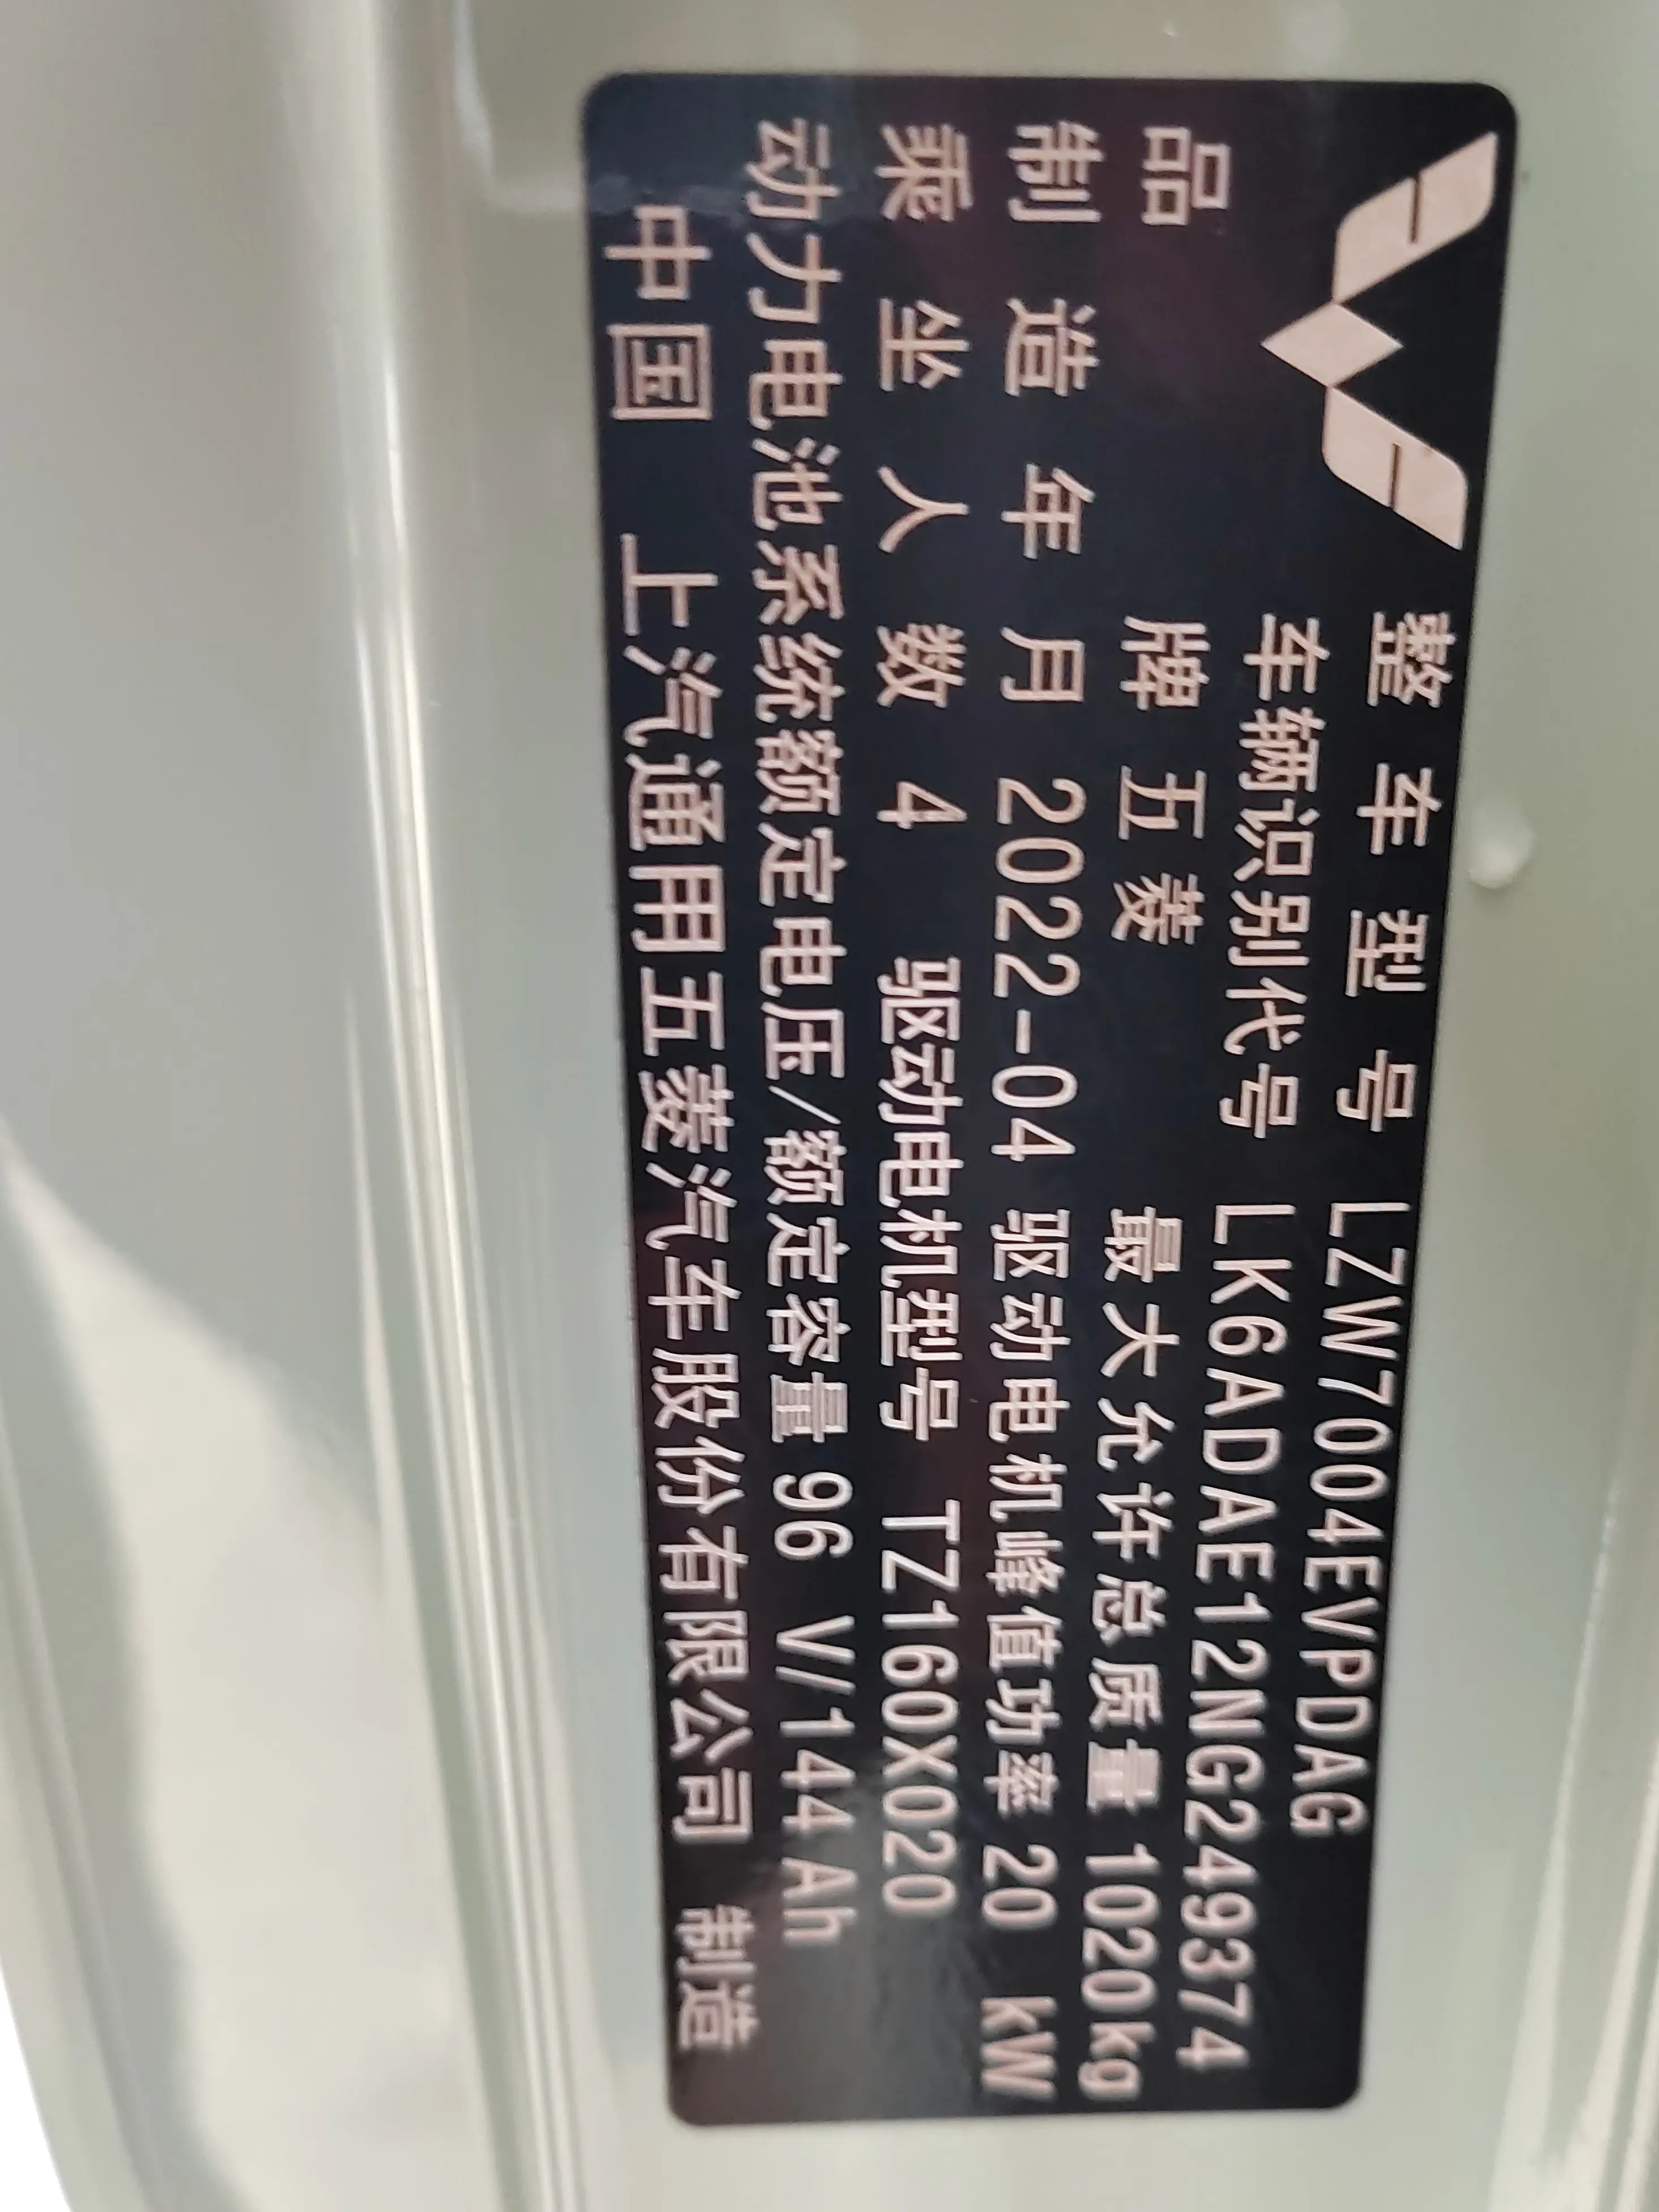 整车型号 LZW7004EVPDAG
车辆识别代号 LK6ADAE12NG249374
品牌 五菱 最大允许总质量 1020kg
制造年月 2022-04 驱动电机峰值功率 20 kW
乘坐人数 4 驱动电机型号 TZ160X020
动力电池系统额定电压/额定容量 96 V/144 Ah
中国 上汽通用五菱汽车股份有限公司 制造